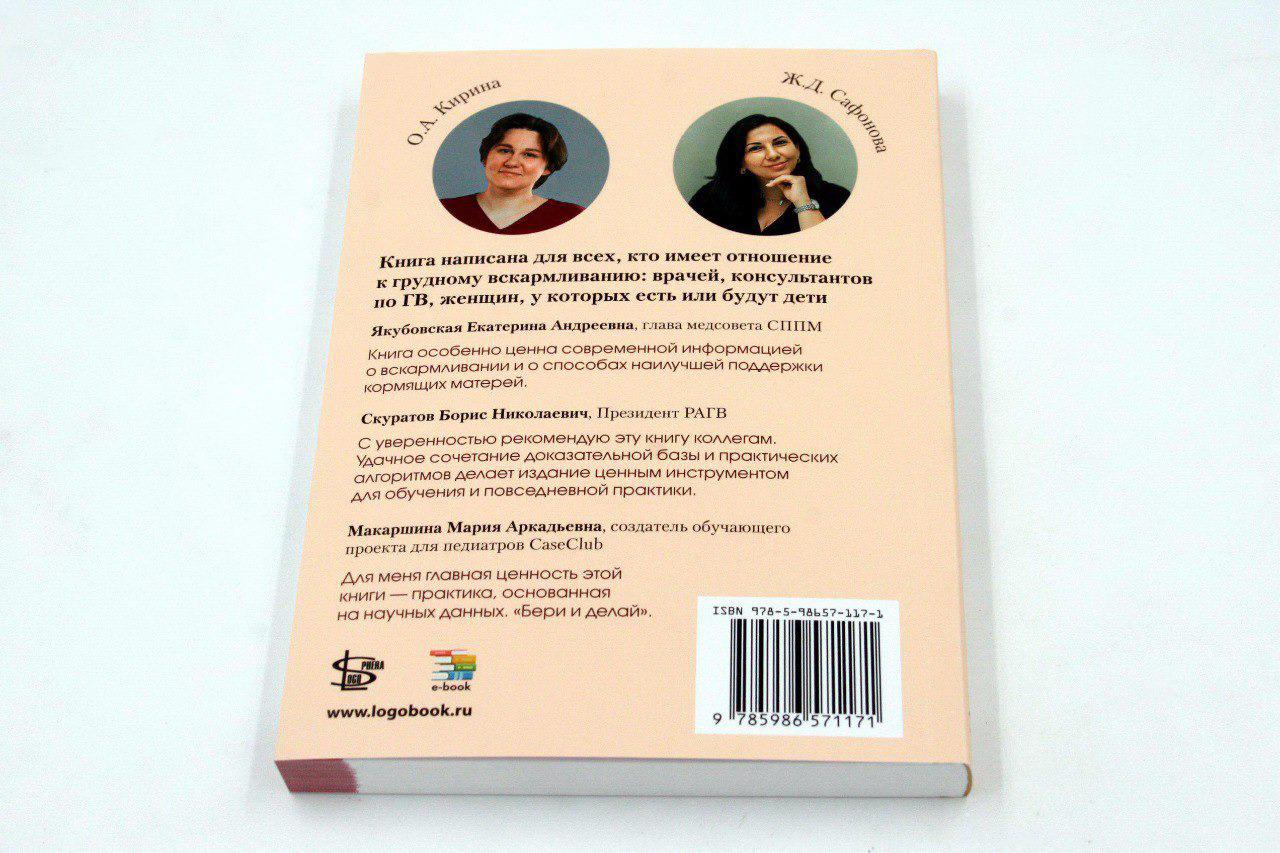 О.А. Кирина
Ж.Д. Сафонова
Книга написана для всех, кто имеет отношение
к грудному вскармливанию: врачей, консультантов
по ГВ, женщин, у которых есть или будут дети
Якубовская Екатерина Андреевна, глава медсовета СППМ
Книга особенно ценна современной информацией
о вскармливании и о способах наилучшей поддержки
кормящих матерей.
Скуратов Борис Николаевич, Президент РАГВ
С уверенностью рекомендую эту книгу коллегам.
Удачное сочетание доказательной базы и практических
алгоритмов делает издание ценным инструментом
для обучения и повседневной практики.
Макаршина Мария Аркадьевна, создатель обучающего
проекта для педиатров CaseClub
Для меня главная ценность этой
книги — практика, основанная
на научных данных. «Бери и делай».
LOGO SPHERA
e-book
www.logobook.ru
ISBN 978-5-98657-117-1
9 785986 571171